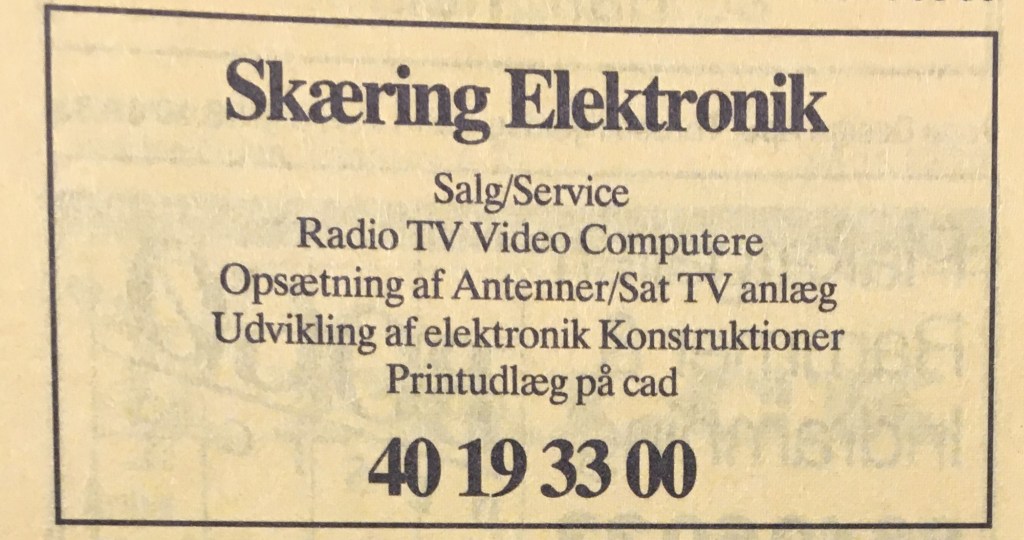 Skæring Elektronik
Salg/Service
Radio TV Video Computere
Opsætning af Antenner/Sat TV anlæg
Udvikling af elektronik Konstruktioner
Printudlæg på cad
40 19 33 00